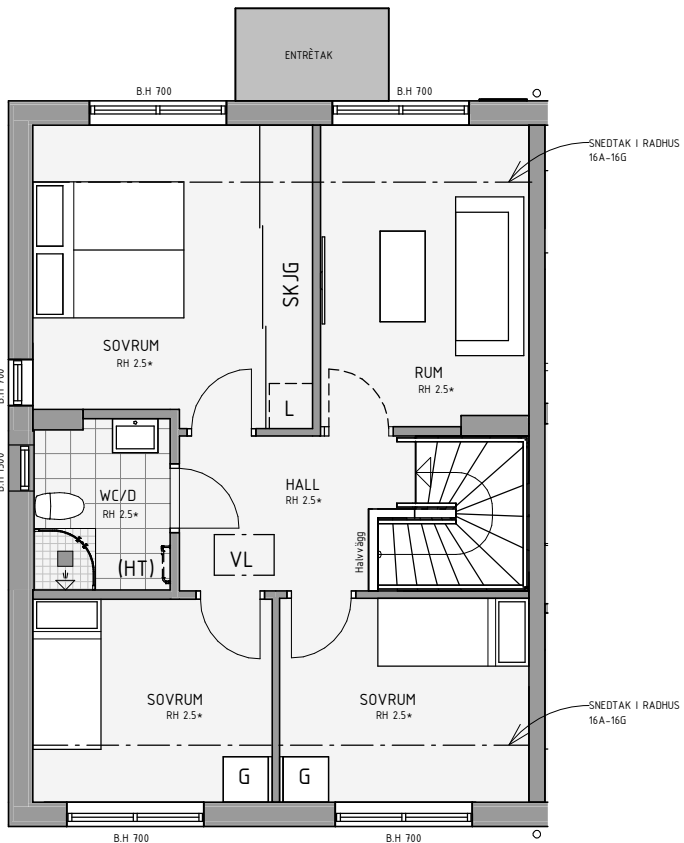 ENTRÈTAK
B.H 700
B.H 700
SNEDTAK I RADHUS
16A-16G
SKJG
SOVRUM
RH 2.5*
RUM
RH 2.5*
B.H 700
L
B.H 1300
WC/D
RH 2.5*
HALL
RH 2.5*
Halvvägg
(HT)
VL
SOVRUM
RH 2.5*
SOVRUM
RH 2.5*
SNEDTAK I RADHUS
16A-16G
G
G
B.H 700
B.H 700